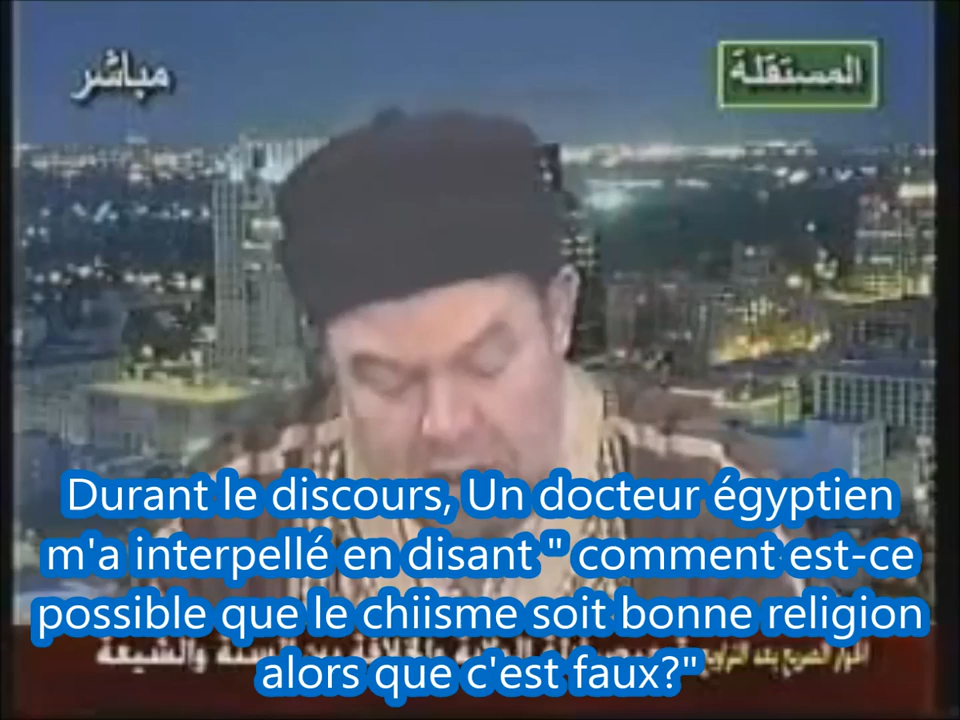 مباشر
المستقلة
Durant le discours, Un docteur égyptien
m'a interpellé en disant " comment est-ce
possible que le chiisme soit bonne religion
والشيعة
alors que c'est faux?"